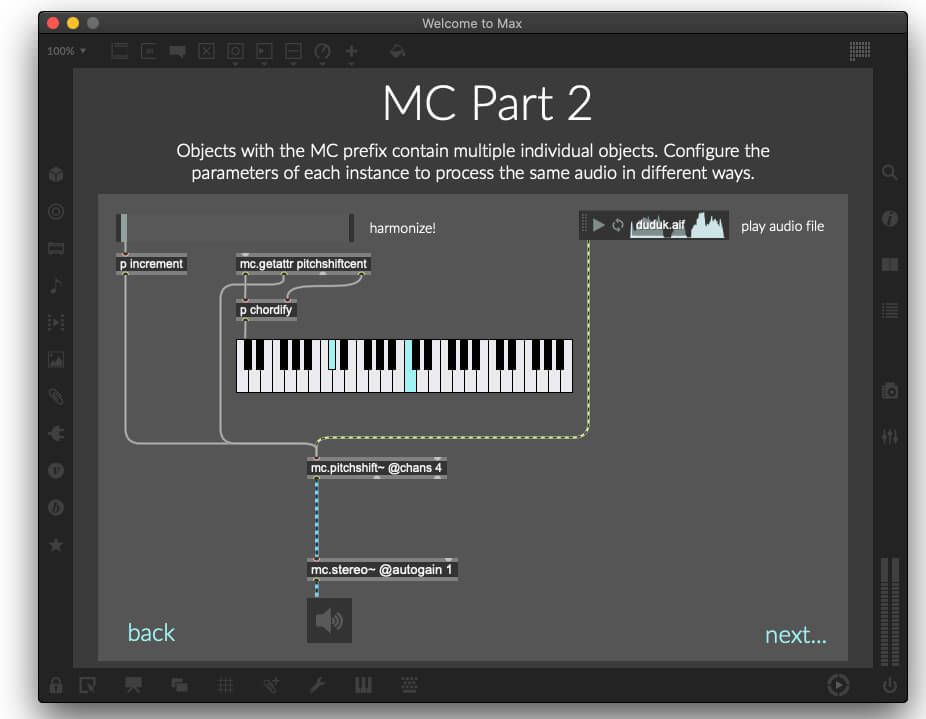 Welcome to Max
100%
MC Part 2
Objects with the MC prefix contain multiple individual objects. Configure the
parameters of each instance to process the same audio in different ways.
harmonize!
duduk.aif
play audio file
p increment
mc.getattr pitchshiftcent
p chordify
mc.pitchshift~ @chans 4
mc.stereo~ @autogain 1
back
next...